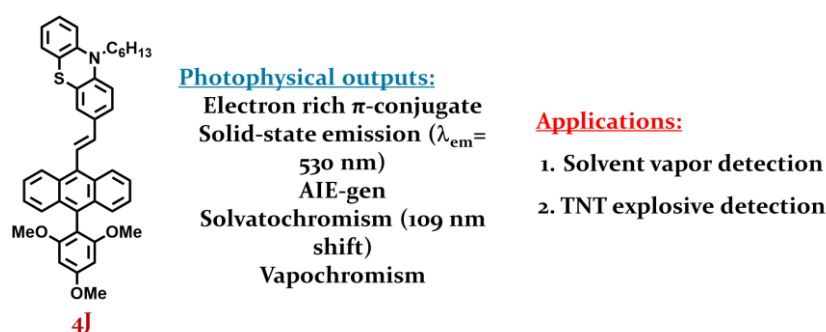 C₆H₁₃
N
S
MeO
OMe
OMe
4J
Photophysical outputs:
Electron rich π-conjugate
Solid-state emission (λem=
530 nm)
AIE-gen
Solvatochromism (109 nm
shift)
Vapochromism
Applications:
1. Solvent vapor detection
2. TNT explosive detection